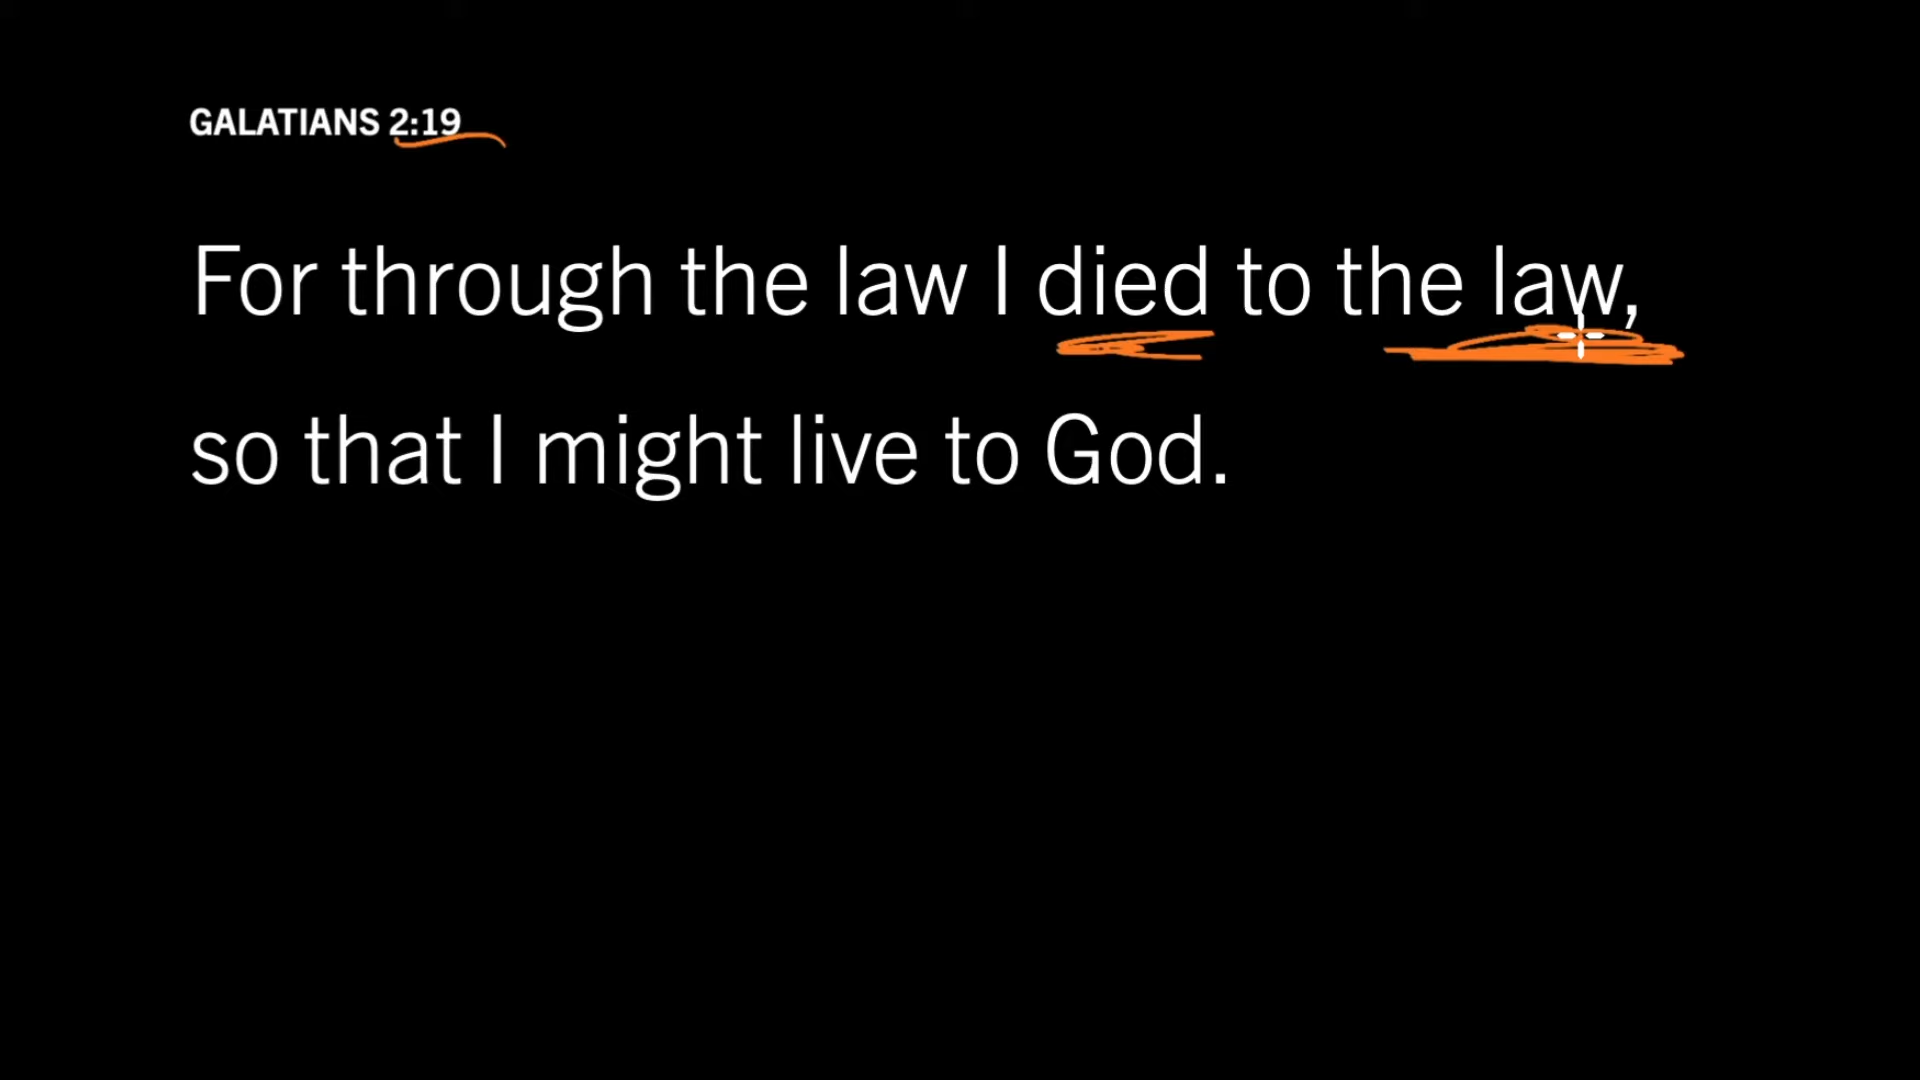 GALATIANS 2:19
For through the law I died to the law,
so that I might live to God.